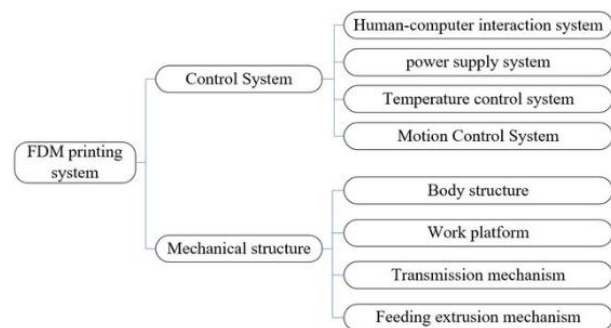 FDM printing
system
Control System
Human-computer interaction system
power supply system
Temperature control system
Motion Control System
Mechanical structure
Body structure
Work platform
Transmission mechanism
Feeding extrusion mechanism